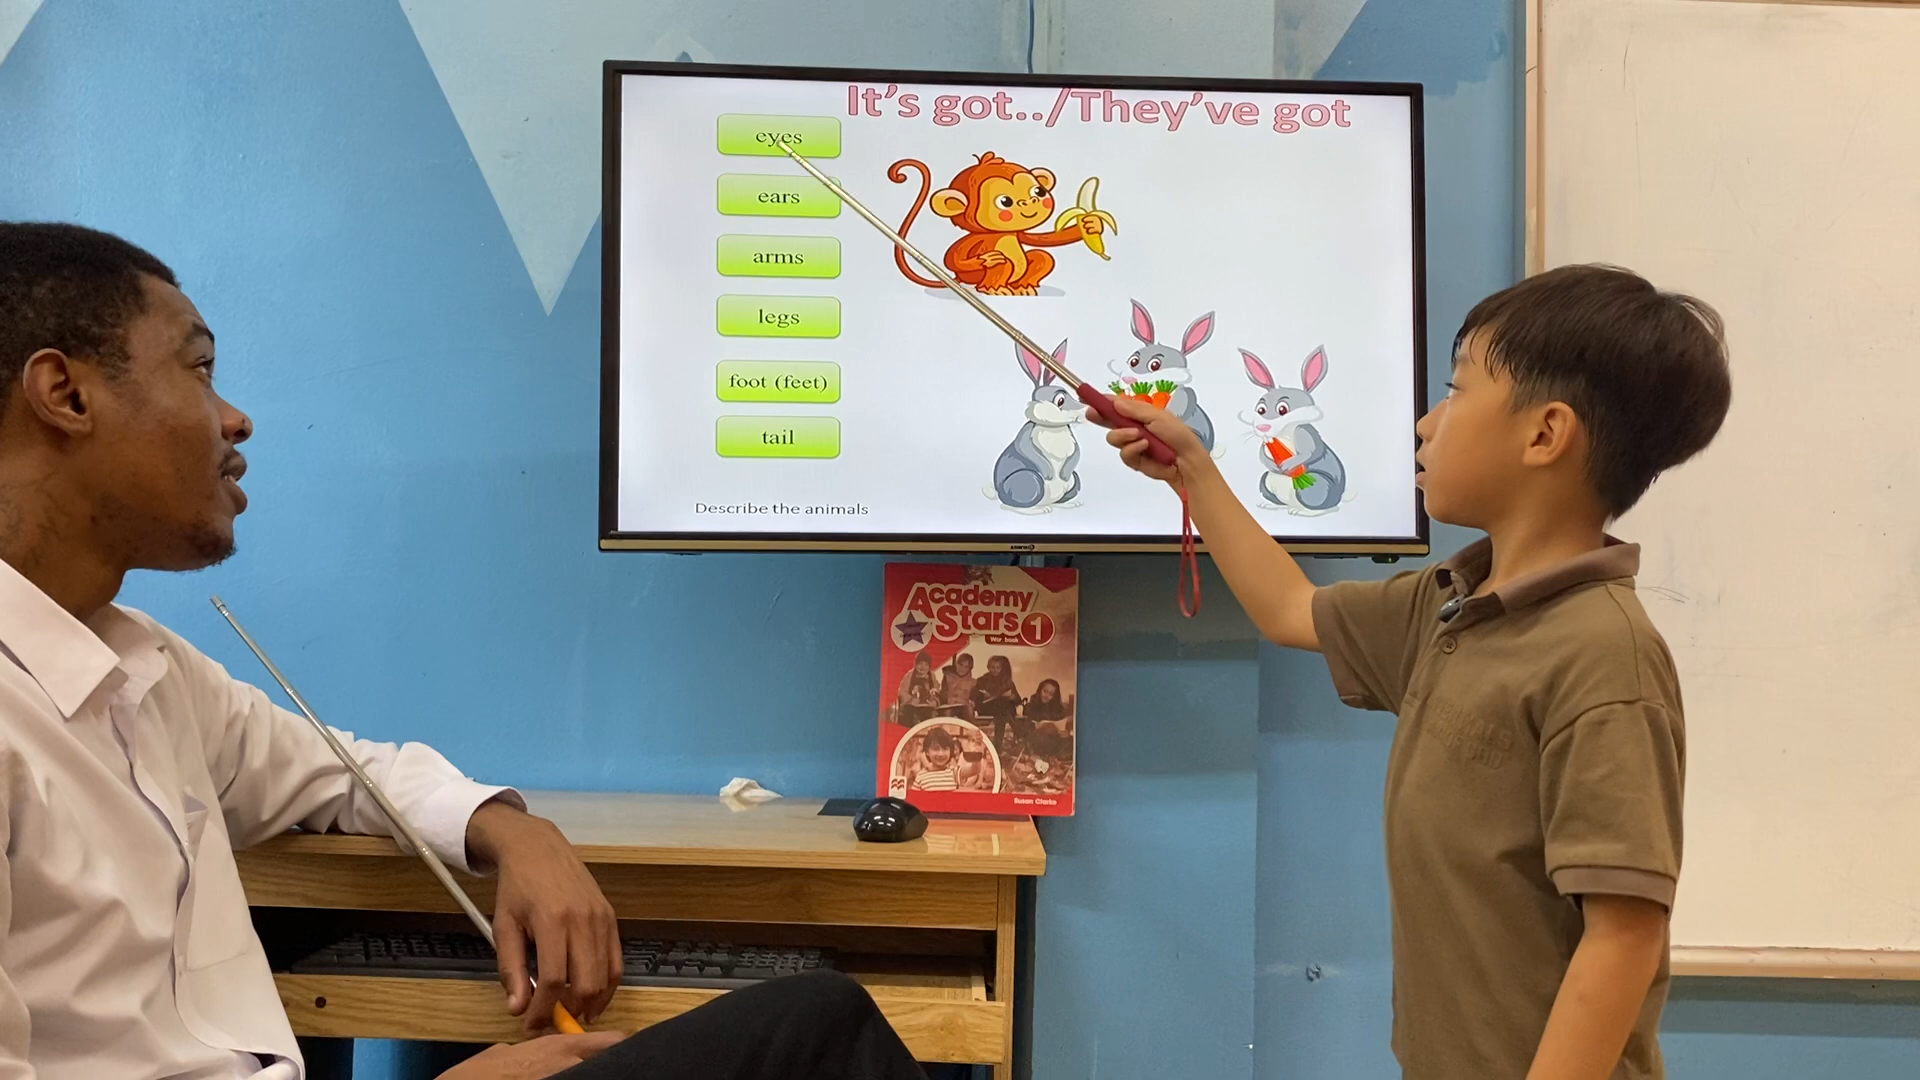 It's got../They've got
eyes
ears
arms
legs
foot (feet)
tail
Describe the animals
Academy
Stars 1
Susan Clarke